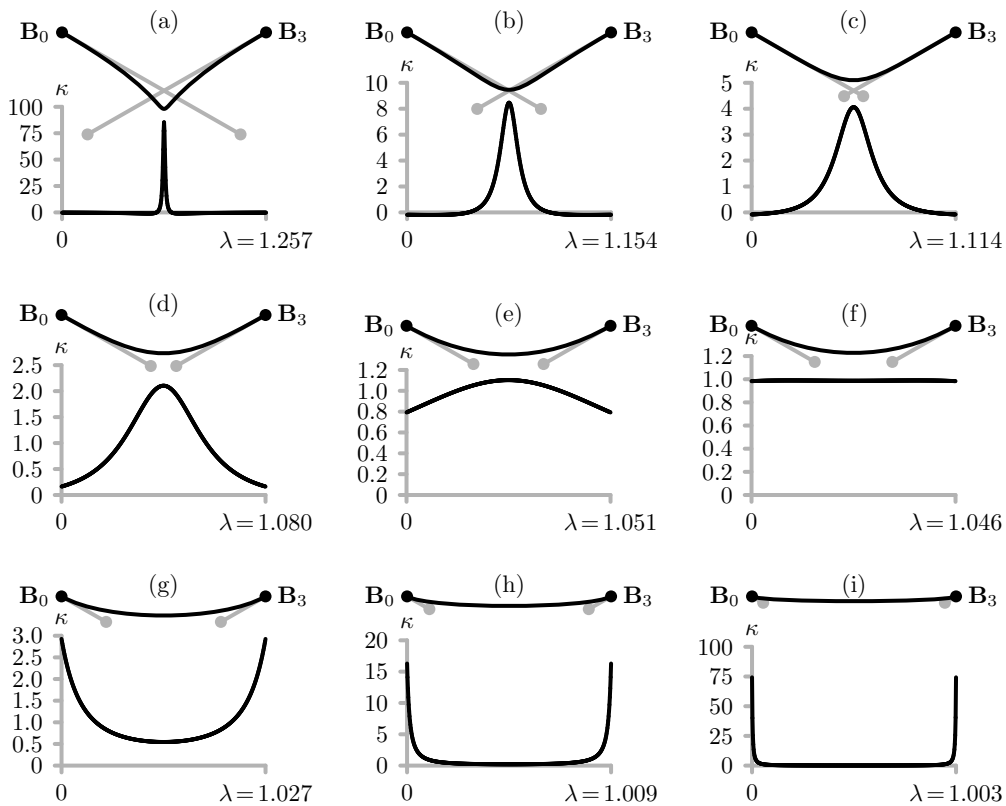 (a)
B₀ B₃
κ
100
75
50
25
0
0 λ=1.257
(b)
B₀ B₃
κ
10
8
6
4
2
0
0 λ=1.154
(c)
B₀ B₃
κ
5
4
3
2
1
0
0 λ=1.114
(d)
B₀ B₃
κ
2.5
2.0
1.5
1.0
0.5
0
0 λ=1.080
(e)
B₀ B₃
κ
1.2
1.0
0.8
0.6
0.4
0.2
0
0 λ=1.051
(f)
B₀ B₃
κ
1.2
1.0
0.8
0.6
0.4
0.2
0
0 λ=1.046
(g)
B₀ B₃
κ
3.0
2.5
2.0
1.5
1.0
0.5
0
0 λ=1.027
(h)
B₀ B₃
κ
20
15
10
5
0
0 λ=1.009
(i)
B₀ B₃
κ
100
75
50
25
0
0 λ=1.003